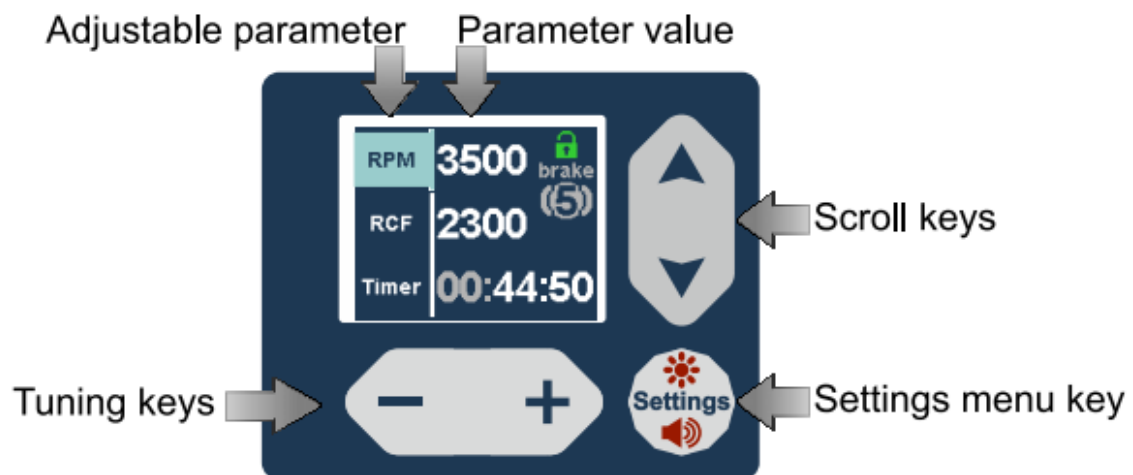 Adjustable parameter Parameter value
RPM 3500 brake
(5)
RCF 2300
Timer 00:44:50
Scroll keys
Tuning keys - +
Settings
Settings menu key